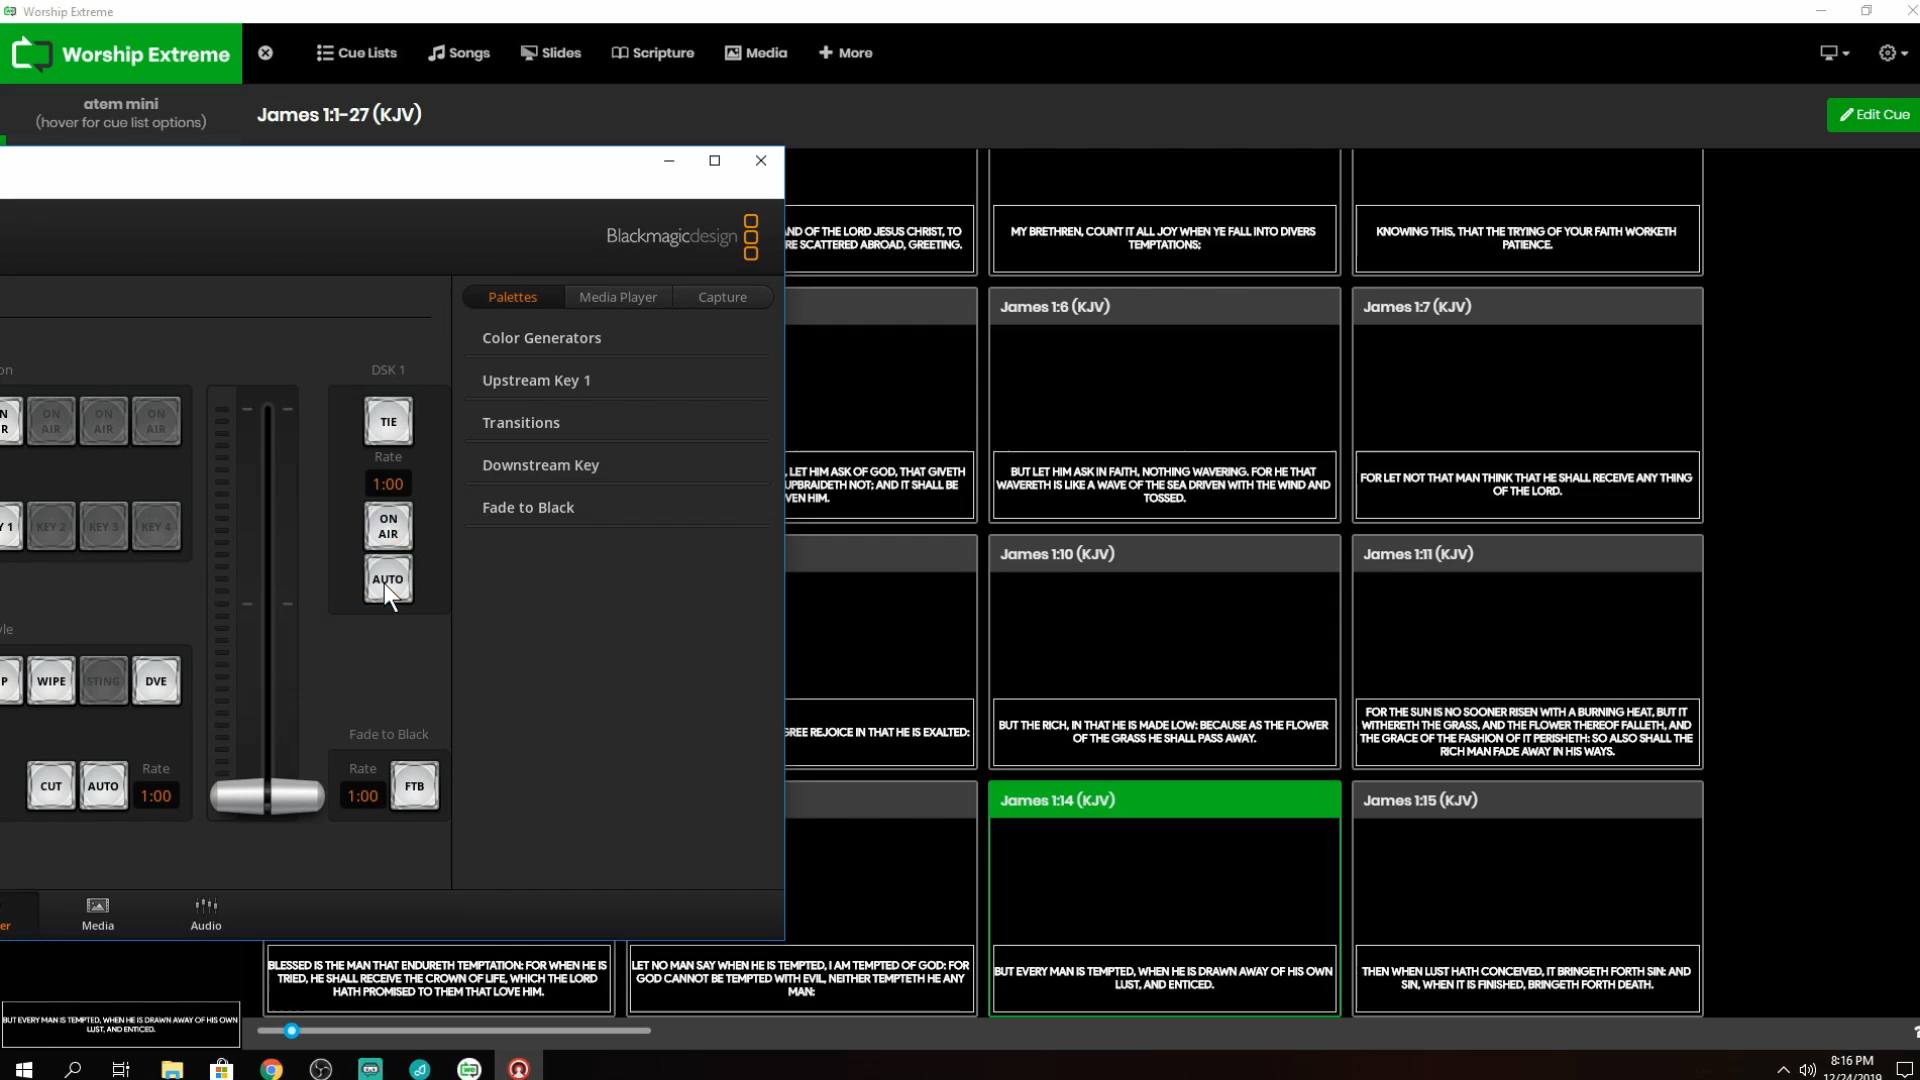 Worship Extreme
Worship Extreme
Cue Lists
Songs
Slides
Scripture
Media
More
atem mini
(hover for cue list options)
James 1:1-27 (KJV)
Edit Cue
Blackmagicdesign
Palettes
Media Player
Capture
Color Generators
Upstream Key 1
Transitions
Downstream Key
Fade to Black
DSK 1
TIE
Rate
1:00
ON
AIR
AUTO
ON
AIR
ON
AIR
ON
AIR
KEY 2
KEY 3
KEY 4
WIPE
STING
DVE
Fade to Black
CUT
AUTO
Rate
1:00
Rate
1:00
FTB
Media
Audio
OF THE LORD JESUS CHRIST, TO
SCATTERED ABROAD, GREETING.
MY BRETHREN, COUNT IT ALL JOY WHEN YE FALL INTO DIVERS
TEMPTATIONS;
KNOWING THIS, THAT THE TRYING OF YOUR FAITH WORKETH
PATIENCE.
LET HIM ASK OF GOD, THAT GIVETH
UPBRAIDETH NOT; AND IT SHALL BE
HIM.
James 1:6 (KJV)
BUT LET HIM ASK IN FAITH, NOTHING WAVERING. FOR HE THAT
WAVERETH IS LIKE A WAVE OF THE SEA DRIVEN WITH THE WIND AND
TOSSED.
James 1:7 (KJV)
FOR LET NOT THAT MAN THINK THAT HE SHALL RECEIVE ANY THING
OF THE LORD.
REJOICE IN THAT HE IS EXALTED:
James 1:10 (KJV)
BUT THE RICH, IN THAT HE IS MADE LOW: BECAUSE AS THE FLOWER
OF THE GRASS HE SHALL PASS AWAY.
James 1:11 (KJV)
FOR THE SUN IS NO SOONER RISEN WITH A BURNING HEAT, BUT IT
WITHERETH THE GRASS, AND THE FLOWER THEREOF FALLETH, AND
THE GRACE OF THE FASHION OF IT PERISHETH: SO ALSO SHALL THE
RICH MAN FADE AWAY IN HIS WAYS.
BLESSED IS THE MAN THAT ENDURETH TEMPTATION: FOR WHEN HE IS
TRIED, HE SHALL RECEIVE THE CROWN OF LIFE, WHICH THE LORD
HATH PROMISED TO THEM THAT LOVE HIM.
LET NO MAN SAY WHEN HE IS TEMPTED, I AM TEMPTED OF GOD: FOR
GOD CANNOT BE TEMPTED WITH EVIL, NEITHER TEMPTETH HE ANY
MAN:
James 1:14 (KJV)
BUT EVERY MAN IS TEMPTED, WHEN HE IS DRAWN AWAY OF HIS OWN
LUST, AND ENTICED.
James 1:15 (KJV)
THEN WHEN LUST HATH CONCEIVED, IT BRINGETH FORTH SIN: AND
SIN, WHEN IT IS FINISHED, BRINGETH FORTH DEATH.
BUT EVERY MAN IS TEMPTED, WHEN HE IS DRAWN AWAY OF HIS OWN
LUST, AND ENTICED.
8:16 PM
12/24/2019